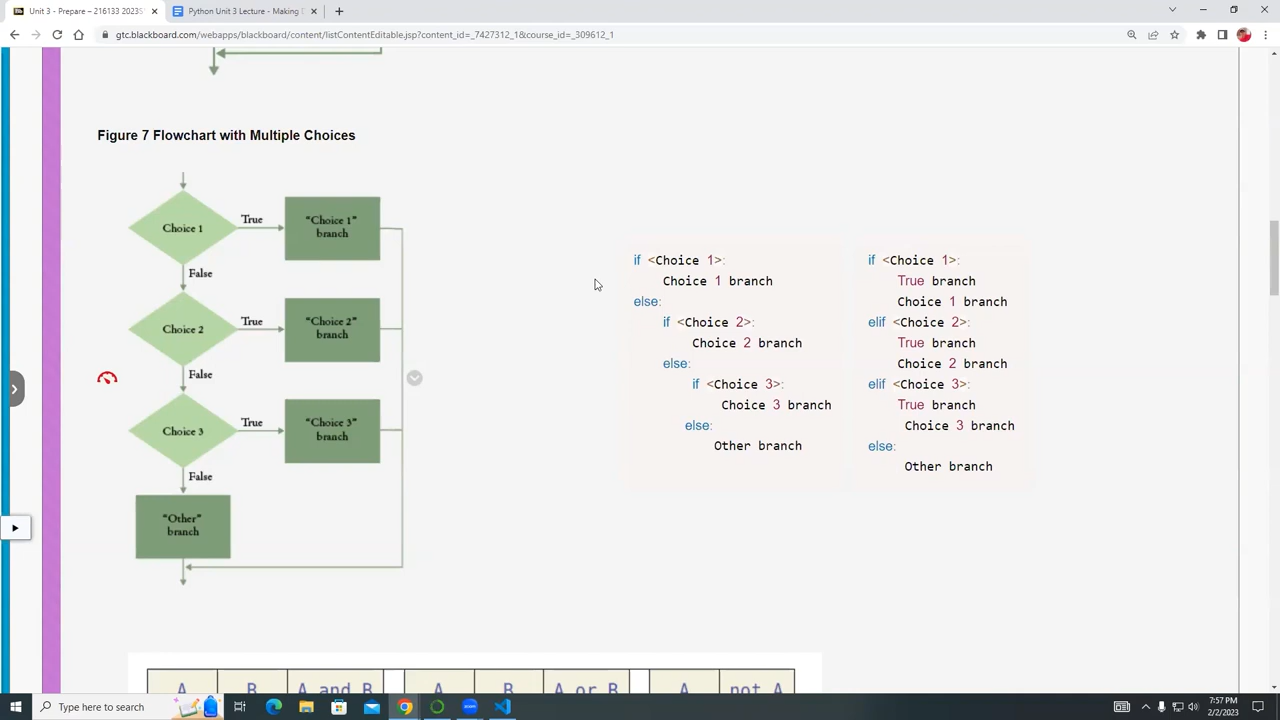 Unit 3 - Prepare – 216133 2023S
Python Unit 3 Lecture - Making
gtc.blackboard.com/webapps/blackboard/content/listContentEditable.jsp?content_id=_7427312_1&course_id=_309612_1
Figure 7 Flowchart with Multiple Choices
Choice 1
True
"Choice 1"
branch
False
Choice 2
True
"Choice 2"
branch
False
Choice 3
True
"Choice 3"
branch
False
"Other"
branch
if <Choice 1>:
Choice 1 branch
else:
if <Choice 2>:
Choice 2 branch
else:
if <Choice 3>:
Choice 3 branch
else:
Other branch
if <Choice 1>:
True branch
Choice 1 branch
elif <Choice 2>:
True branch
Choice 2 branch
elif <Choice 3>:
True branch
Choice 3 branch
else:
Other branch
A B A and B A B A or B A not A
Type here to search
7:57 PM
2/2/2023